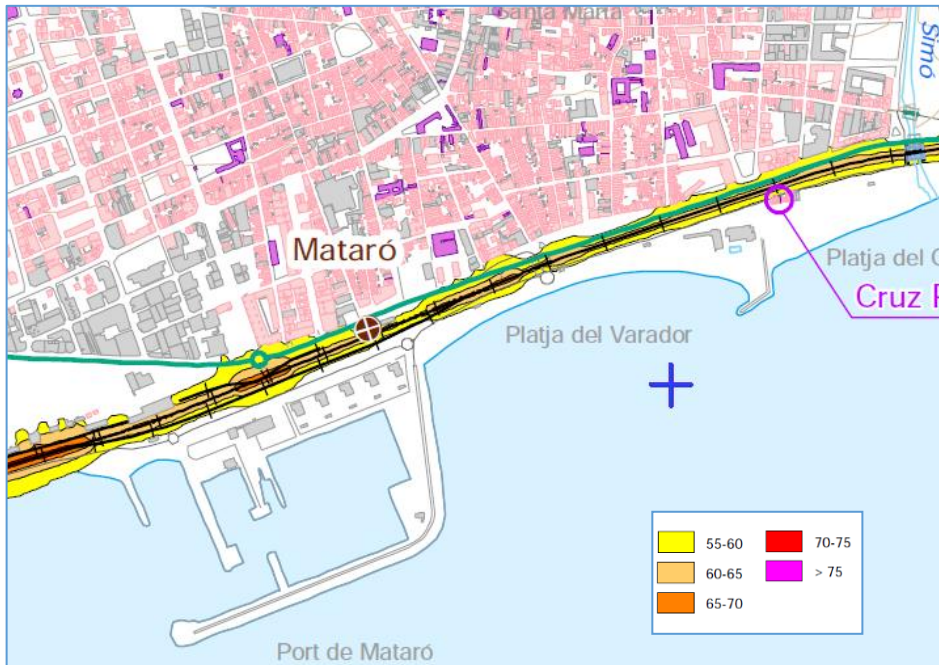 Santa Maria
Simó
Mataró
Platja del C
Cruz P
Platja del Varador
55-60
70-75
60-65
> 75
65-70
Port de Mataró